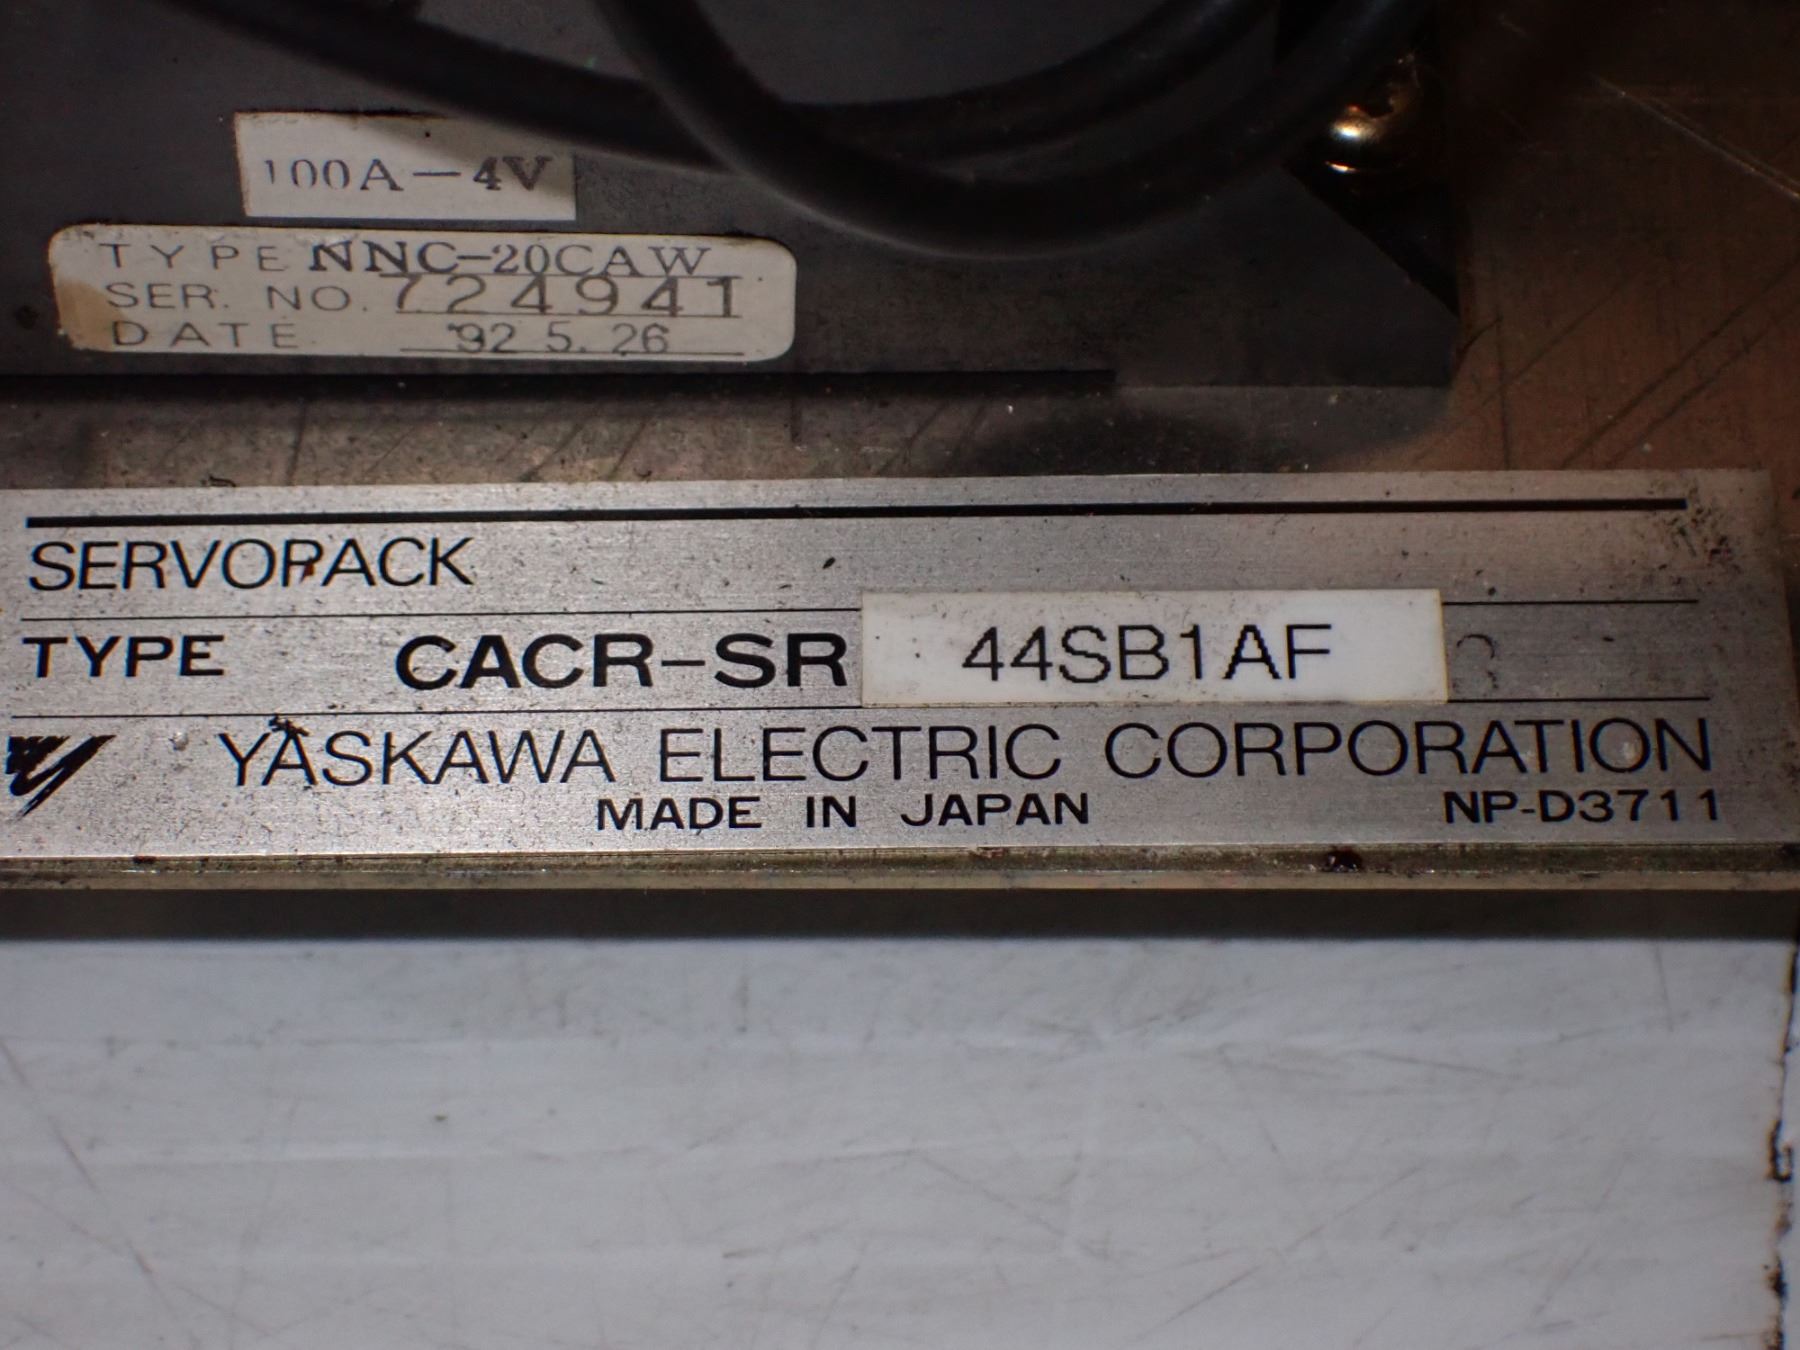 100A-4V
TYPE NNC-20CAW
SER. NO. 724941
DATE '92 5. 26
SERVOPACK
TYPE CACR-SR 44SB1AF
YASKAWA ELECTRIC CORPORATION
MADE IN JAPAN NP-D3711